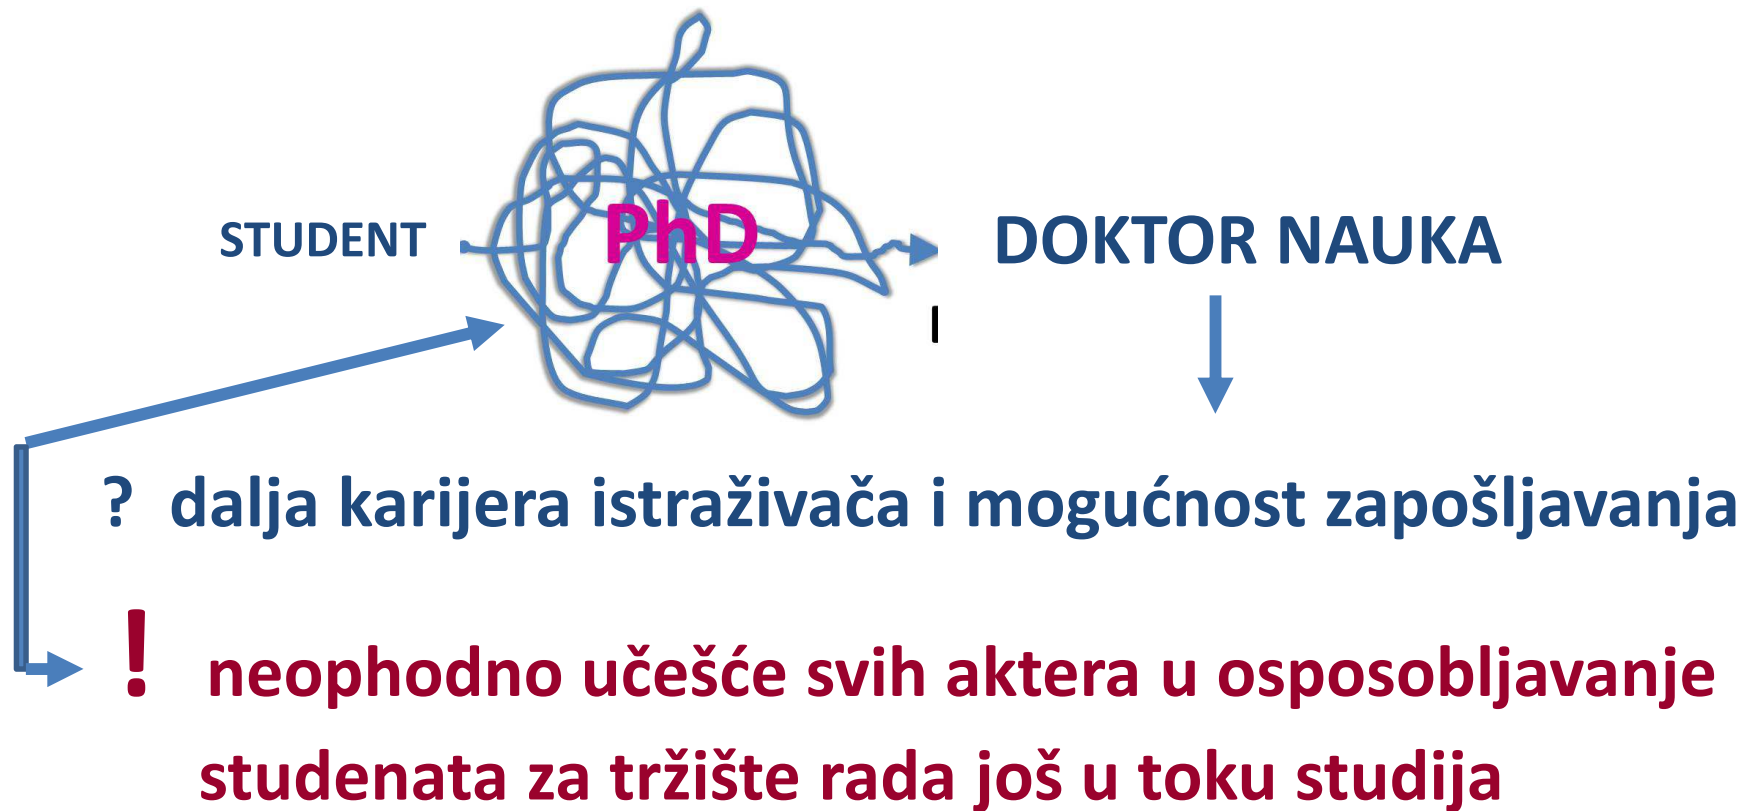 STUDENT PhD DOKTOR NAUKA
? dalja karijera istraživača i mogućnost zapošljavanja
! neophodno učešće svih aktera u osposobljavanje
studenata za tržište rada još u toku studija